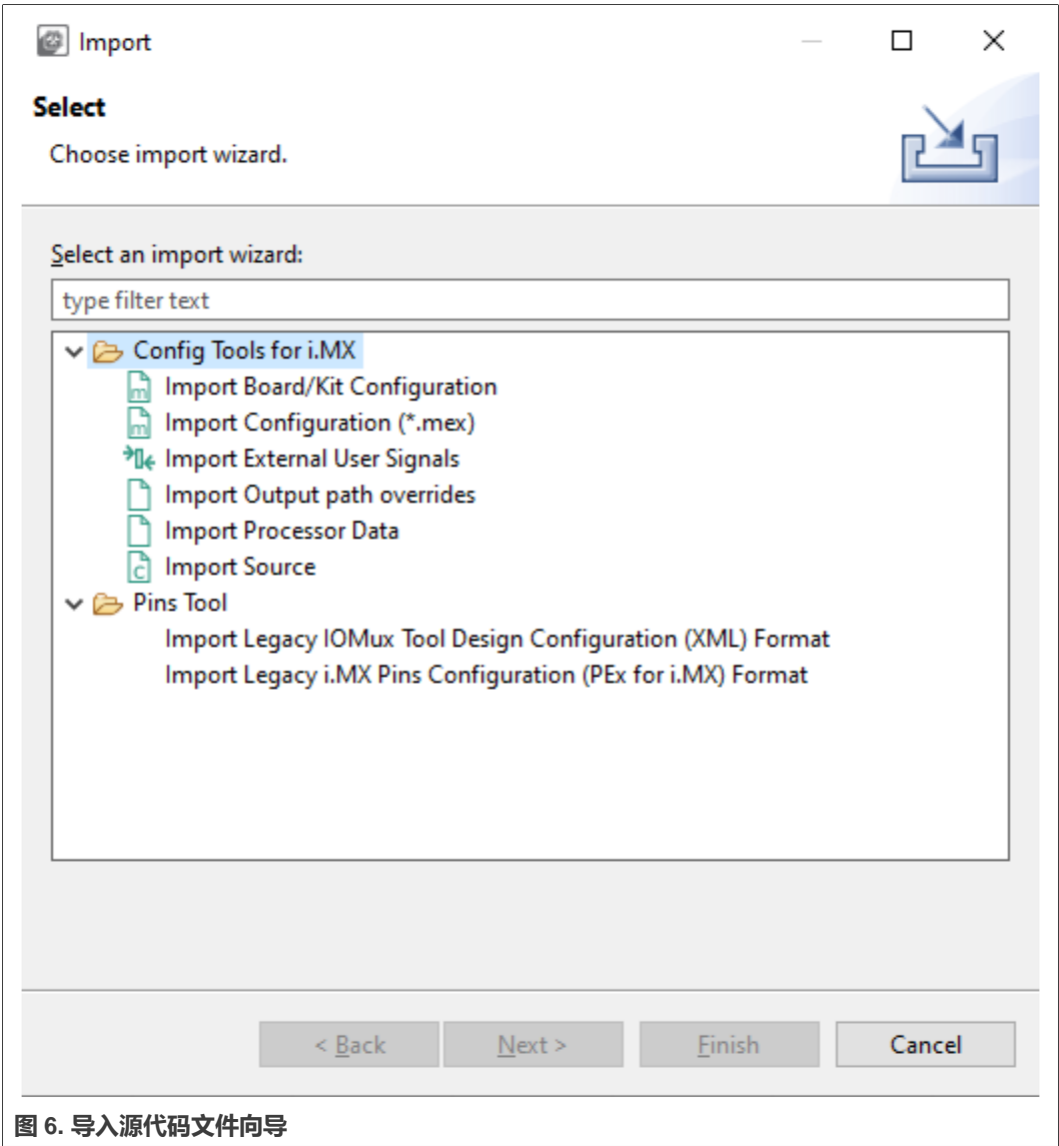 Import
Select
Choose import wizard.
Select an import wizard:
type filter text
Config Tools for i.MX
Import Board/Kit Configuration
Import Configuration (*.mex)
Import External User Signals
Import Output path overrides
Import Processor Data
Import Source
Pins Tool
Import Legacy IOMux Tool Design Configuration (XML) Format
Import Legacy i.MX Pins Configuration (PEx for i.MX) Format
< Back Next > Finish Cancel
图 6. 导入源代码文件向导